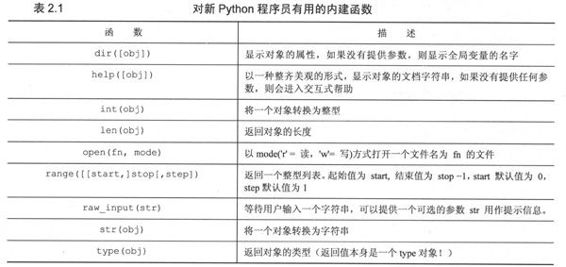 表 2.1 对新 Python 程序员有用的内建函数
函 数 描 述
dir([obj]) 显示对象的属性，如果没有提供参数，则显示全局变量的名字
help([obj]) 以一种整齐美观的形式，显示对象的文档字符串，如果没有提供任何参
数，则会进入交互式帮助
int(obj) 将一个对象转换为整型
len(obj) 返回对象的长度
open(fn, mode) 以 mode('r' = 读，'w'= 写)方式打开一个文件名为 fn 的文件
range([[start,]stop[,step]) 返回一个整型列表。起始值为 start, 结束值为 stop −1，start 默认值为 0，
step 默认值为 1
raw_input(str) 等待用户输入一个字符串，可以提供一个可选的参数 str 用作提示信息。
str(obj) 将一个对象转换为字符串
type(obj) 返回对象的类型（返回值本身是一个 type 对象！）